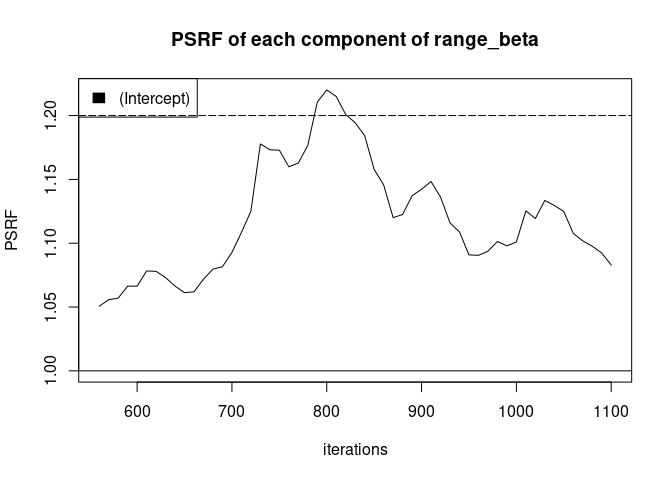 PSRF of each component of range_beta
(Intercept)
PSRF
1.20
1.15
1.10
1.05
1.00
600 700 800 900 1000 1100
iterations